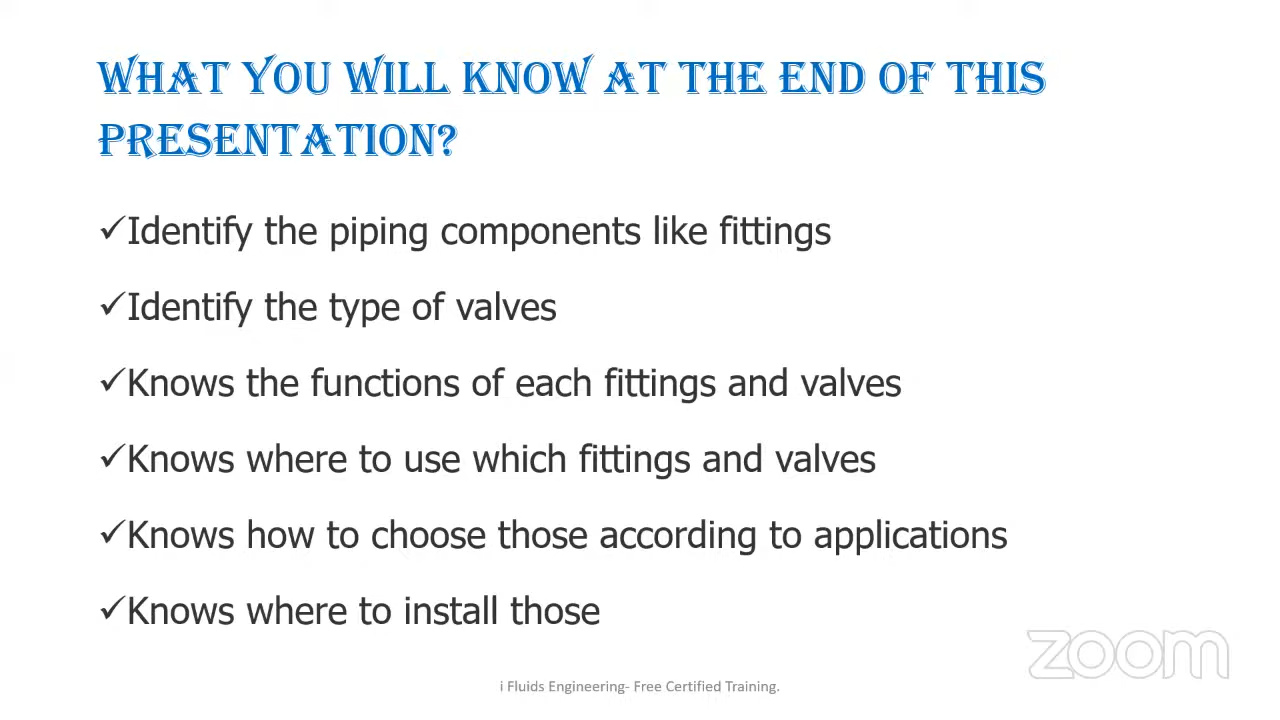 WHAT YOU WILL KNOW AT THE END OF THIS
PRESENTATION?
✓Identify the piping components like fittings
✓Identify the type of valves
✓Knows the functions of each fittings and valves
✓Knows where to use which fittings and valves
✓Knows how to choose those according to applications
✓Knows where to install those
zoom
i Fluids Engineering- Free Certified Training.